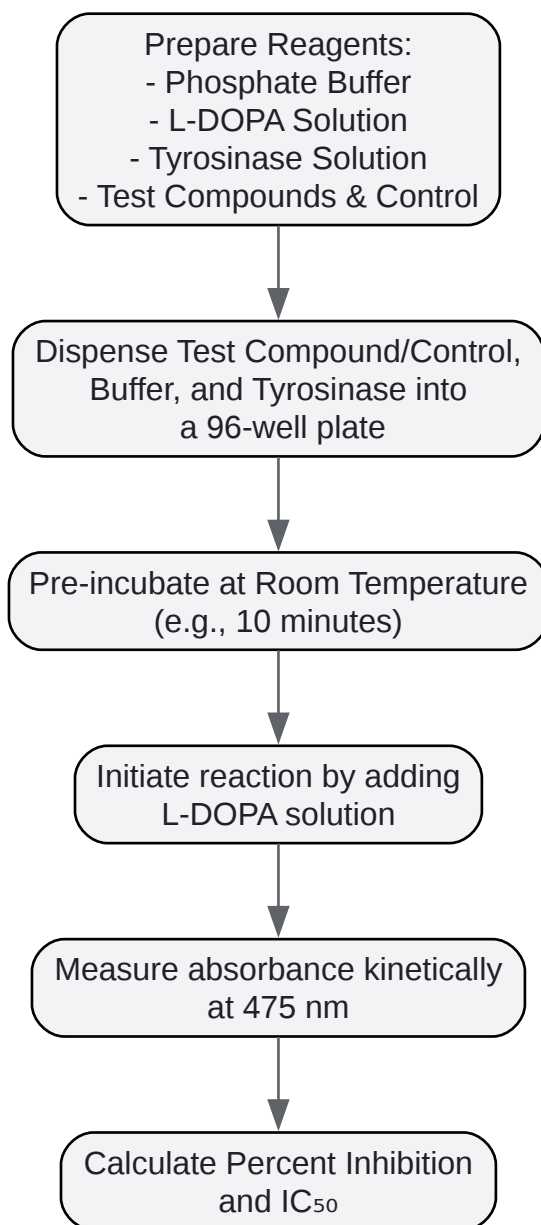 Prepare Reagents:
- Phosphate Buffer
- L-DOPA Solution
- Tyrosinase Solution
- Test Compounds & Control
Dispense Test Compound/Control,
Buffer, and Tyrosinase into
a 96-well plate
Pre-incubate at Room Temperature
(e.g., 10 minutes)
Initiate reaction by adding
L-DOPA solution
Measure absorbance kinetically
at 475 nm
Calculate Percent Inhibition
and IC₅₀